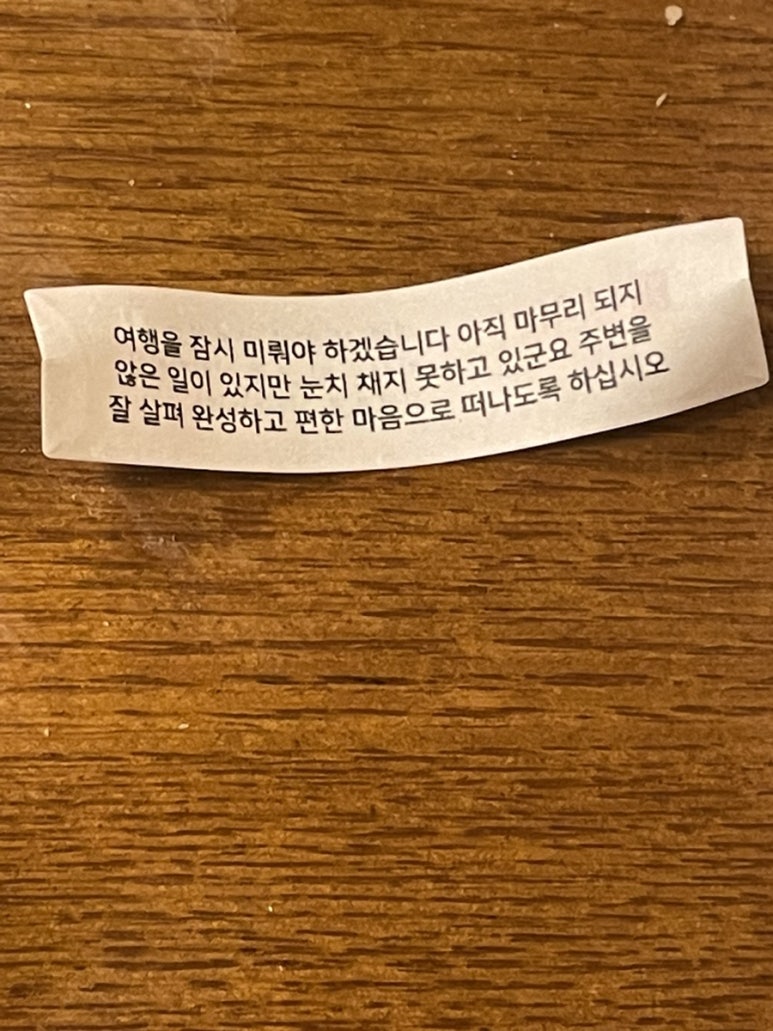 여행을 잠시 미뤄야 하겠습니다 아직 마무리 되지
않은 일이 있지만 눈치 채지 못하고 있군요 주변을
잘 살펴 완성하고 편한 마음으로 떠나도록 하십시오